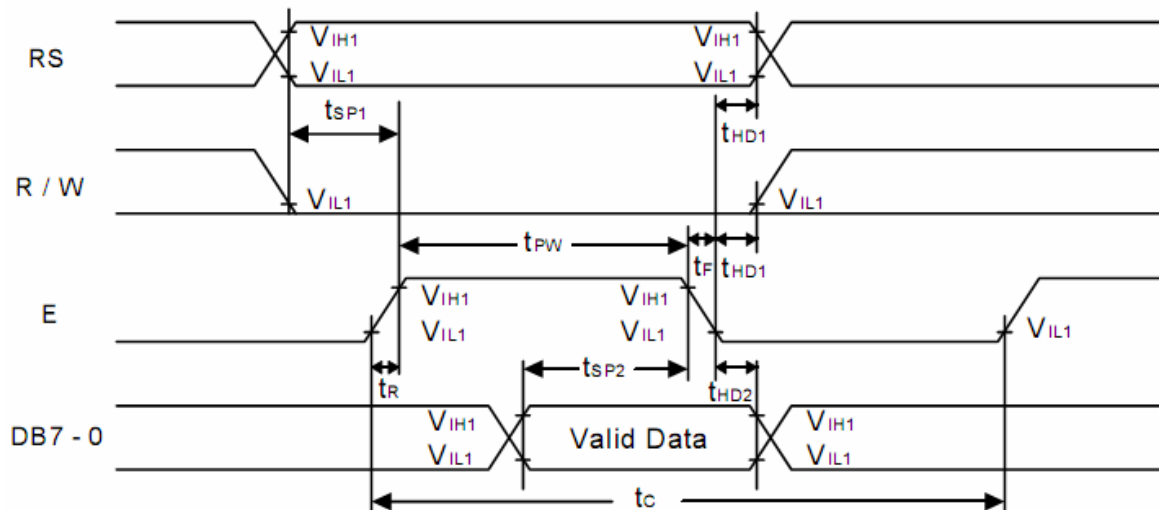 RS
VIH1 VIH1
VIL1 VIL1
tSP1 tHD1
R / W
VIL1 VIL1
tPW tF tHD1
E
VIH1 VIH1
VIL1 VIL1 VIL1
tR tSP2 tHD2
DB7 - 0
VIH1 Valid Data VIH1
VIL1 VIL1
tC